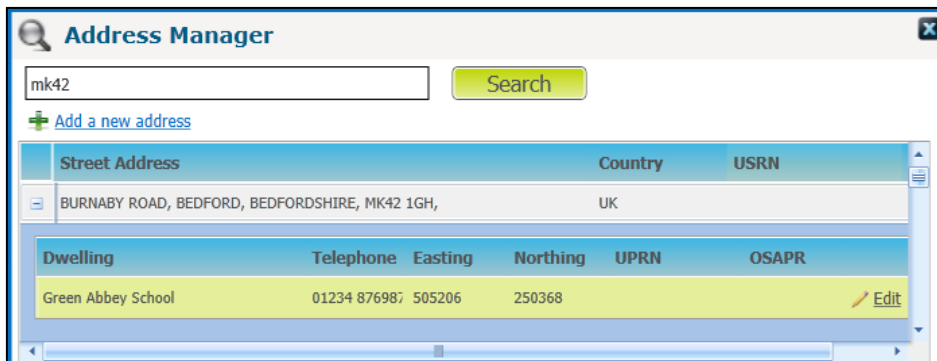 Address Manager
mk42
Search
Add a new address
Street Address Country USRN
BURNABY ROAD, BEDFORD, BEDFORDSHIRE, MK42 1GH, UK
Dwelling Telephone Easting Northing UPRN OSAPR
Green Abbey School 01234 87698 505206 250368 Edit